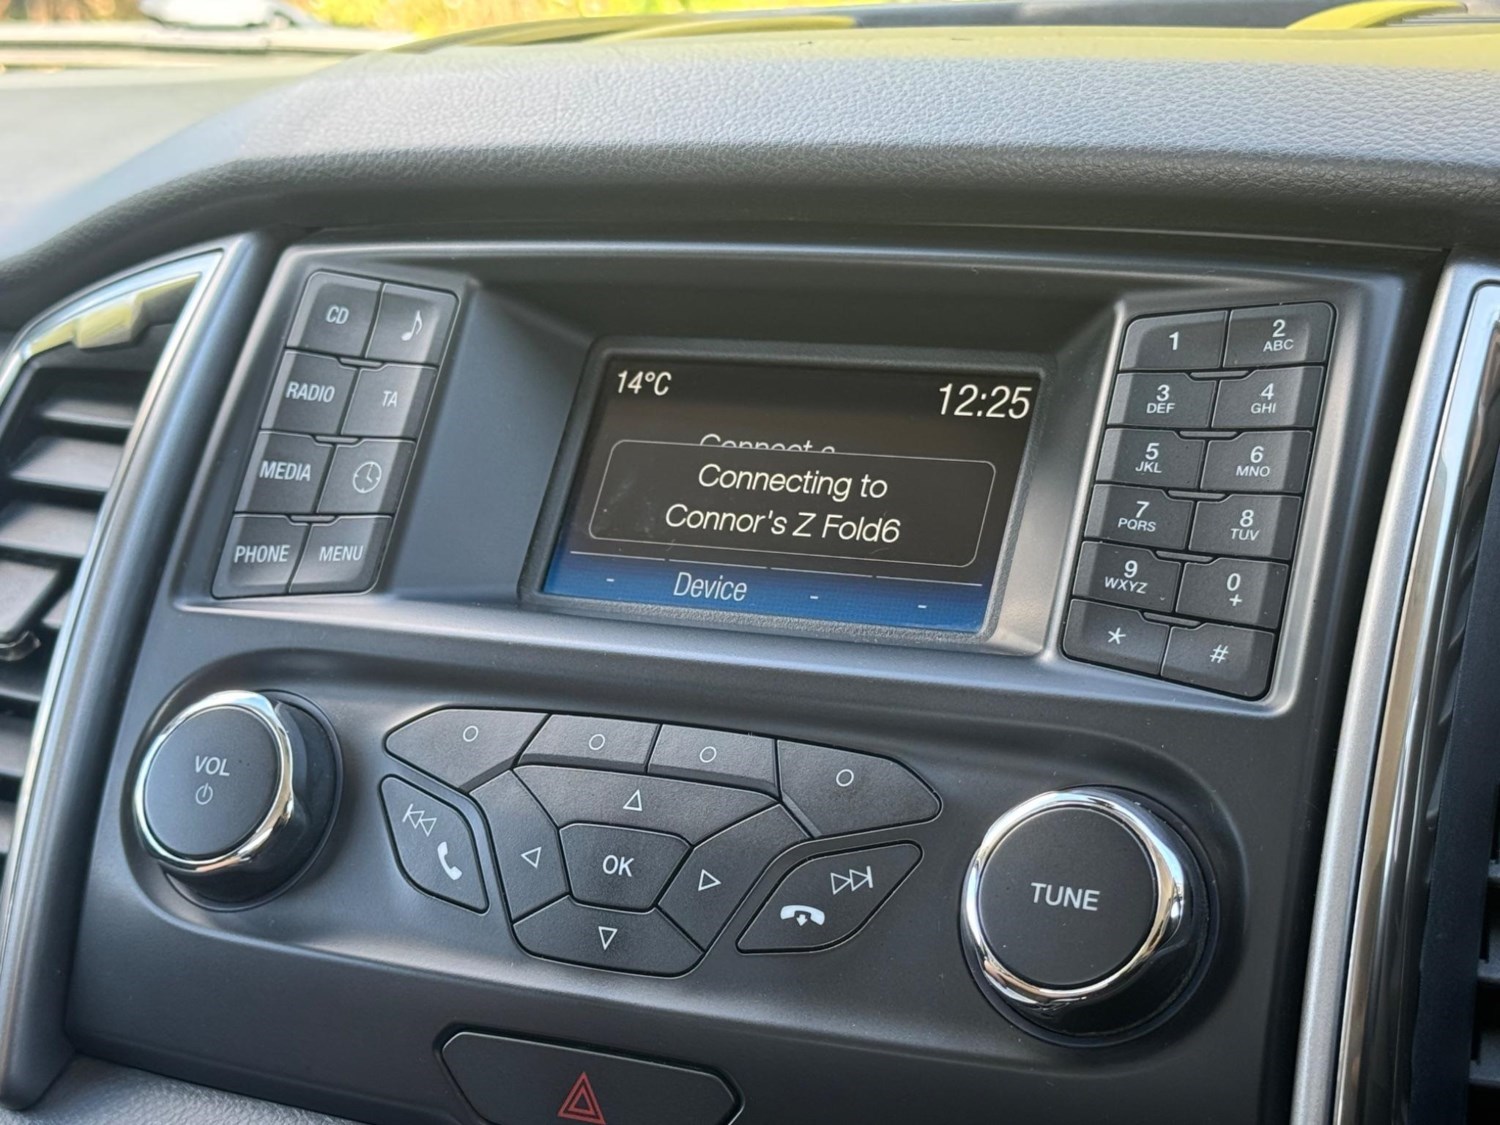 CD
RADIO
TA
MEDIA
PHONE
MENU
14°C
12:25
Connect a
Connecting to
Connor's Z Fold6
-
Device
-
-
1
2
ABC
3
DEF
4
GHI
5
JKL
6
MNO
7
PQRS
8
TUV
9
WXYZ
0
+
*
#
VOL
OK
TUNE